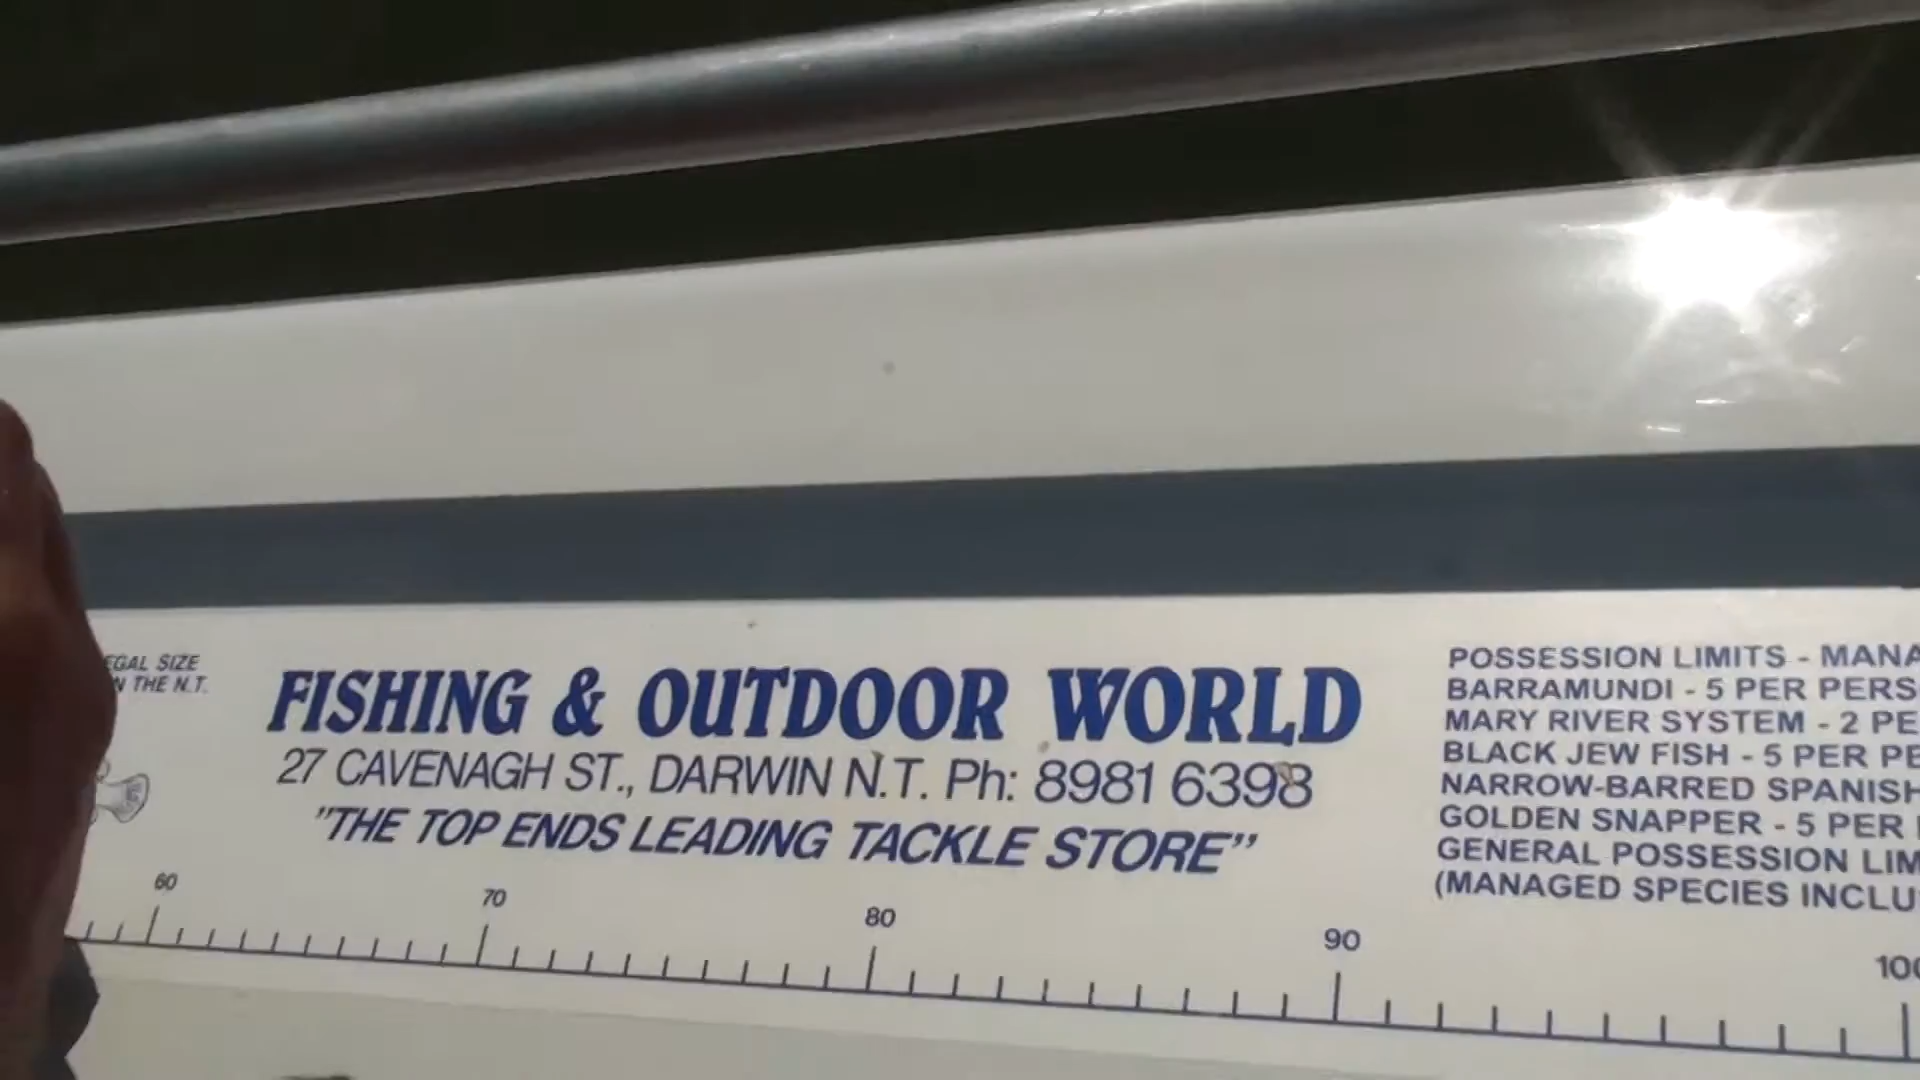 EGAL SIZE
N THE N.T.
FISHING & OUTDOOR WORLD
27 CAVENAGH ST., DARWIN N.T. Ph: 8981 6398
"THE TOP ENDS LEADING TACKLE STORE"
POSSESSION LIMITS - MANA
BARRAMUNDI - 5 PER PERS
MARY RIVER SYSTEM - 2 PE
BLACK JEW FISH - 5 PER PE
NARROW-BARRED SPANISH
GOLDEN SNAPPER - 5 PER
GENERAL POSSESSION LIM
(MANAGED SPECIES INCLU
60 70 80 90 100